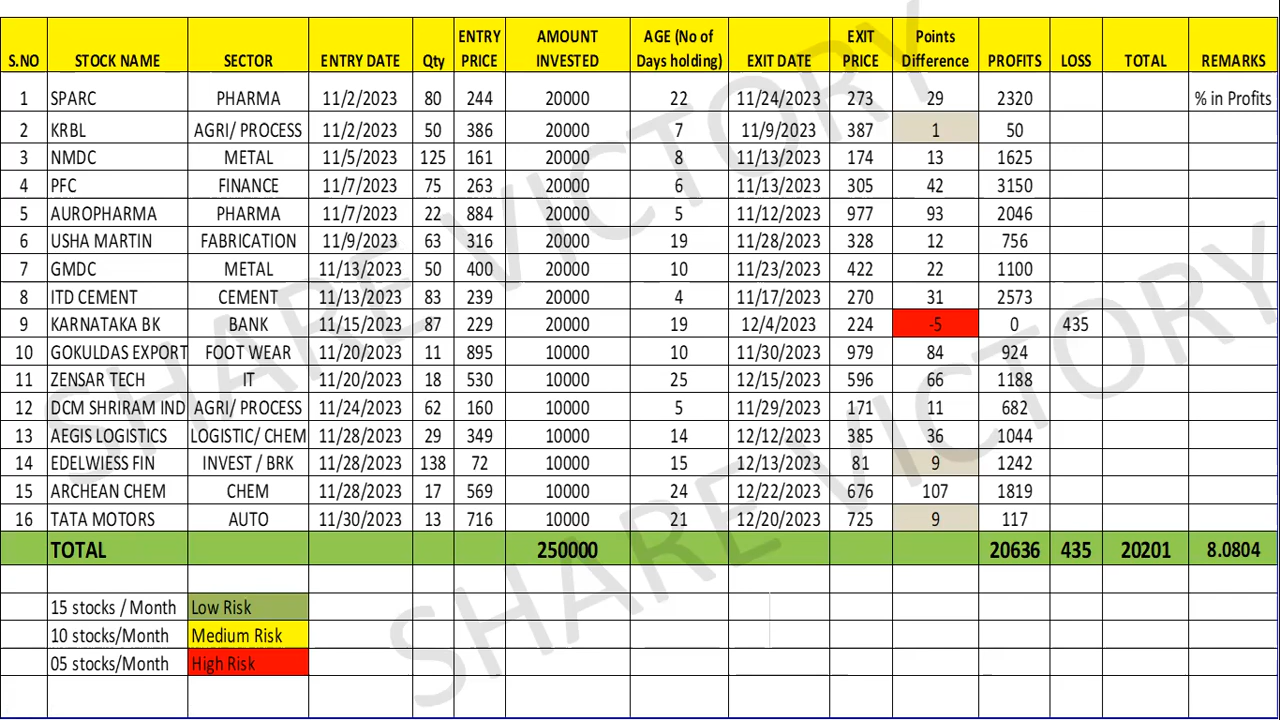 S.NO STOCK NAME SECTOR ENTRY DATE Qty ENTRY PRICE AMOUNT INVESTED AGE (No of Days holding) EXIT DATE EXIT PRICE Points Difference PROFITS LOSS TOTAL REMARKS
1 SPARC PHARMA 11/2/2023 80 244 20000 22 11/24/2023 273 29 2320 % in Profits
2 KRBL AGRI/ PROCESS 11/2/2023 50 386 20000 7 11/9/2023 387 1 50
3 NMDC METAL 11/5/2023 125 161 20000 8 11/13/2023 174 13 1625
4 PFC FINANCE 11/7/2023 75 263 20000 6 11/13/2023 305 42 3150
5 AUROPHARMA PHARMA 11/7/2023 22 884 20000 5 11/12/2023 977 93 2046
6 USHA MARTIN FABRICATION 11/9/2023 63 316 20000 19 11/28/2023 328 12 756
7 GMDC METAL 11/13/2023 50 400 20000 10 11/23/2023 422 22 1100
8 ITD CEMENT CEMENT 11/13/2023 83 239 20000 4 11/17/2023 270 31 2573
9 KARNATAKA BK BANK 11/15/2023 87 229 20000 19 12/4/2023 224 -5 0 435
10 GOKULDAS EXPORT FOOT WEAR 11/20/2023 11 895 10000 10 11/30/2023 979 84 924
11 ZENSAR TECH IT 11/20/2023 18 530 10000 25 12/15/2023 596 66 1188
12 DCM SHRIRAM IND AGRI/ PROCESS 11/24/2023 62 160 10000 5 11/29/2023 171 11 682
13 AEGIS LOGISTICS LOGISTIC/ CHEM 11/28/2023 29 349 10000 14 12/12/2023 385 36 1044
14 EDELWIESS FIN INVEST / BRK 11/28/2023 138 72 10000 15 12/13/2023 81 9 1242
15 ARCHEAN CHEM CHEM 11/28/2023 17 569 10000 24 12/22/2023 676 107 1819
16 TATA MOTORS AUTO 11/30/2023 13 716 10000 21 12/20/2023 725 9 117
TOTAL 250000 20636 435 20201 8.0804
15 stocks / Month Low Risk
10 stocks/Month Medium Risk
05 stocks/Month High Risk
SHARE VICTORY
SHARE VICTORY